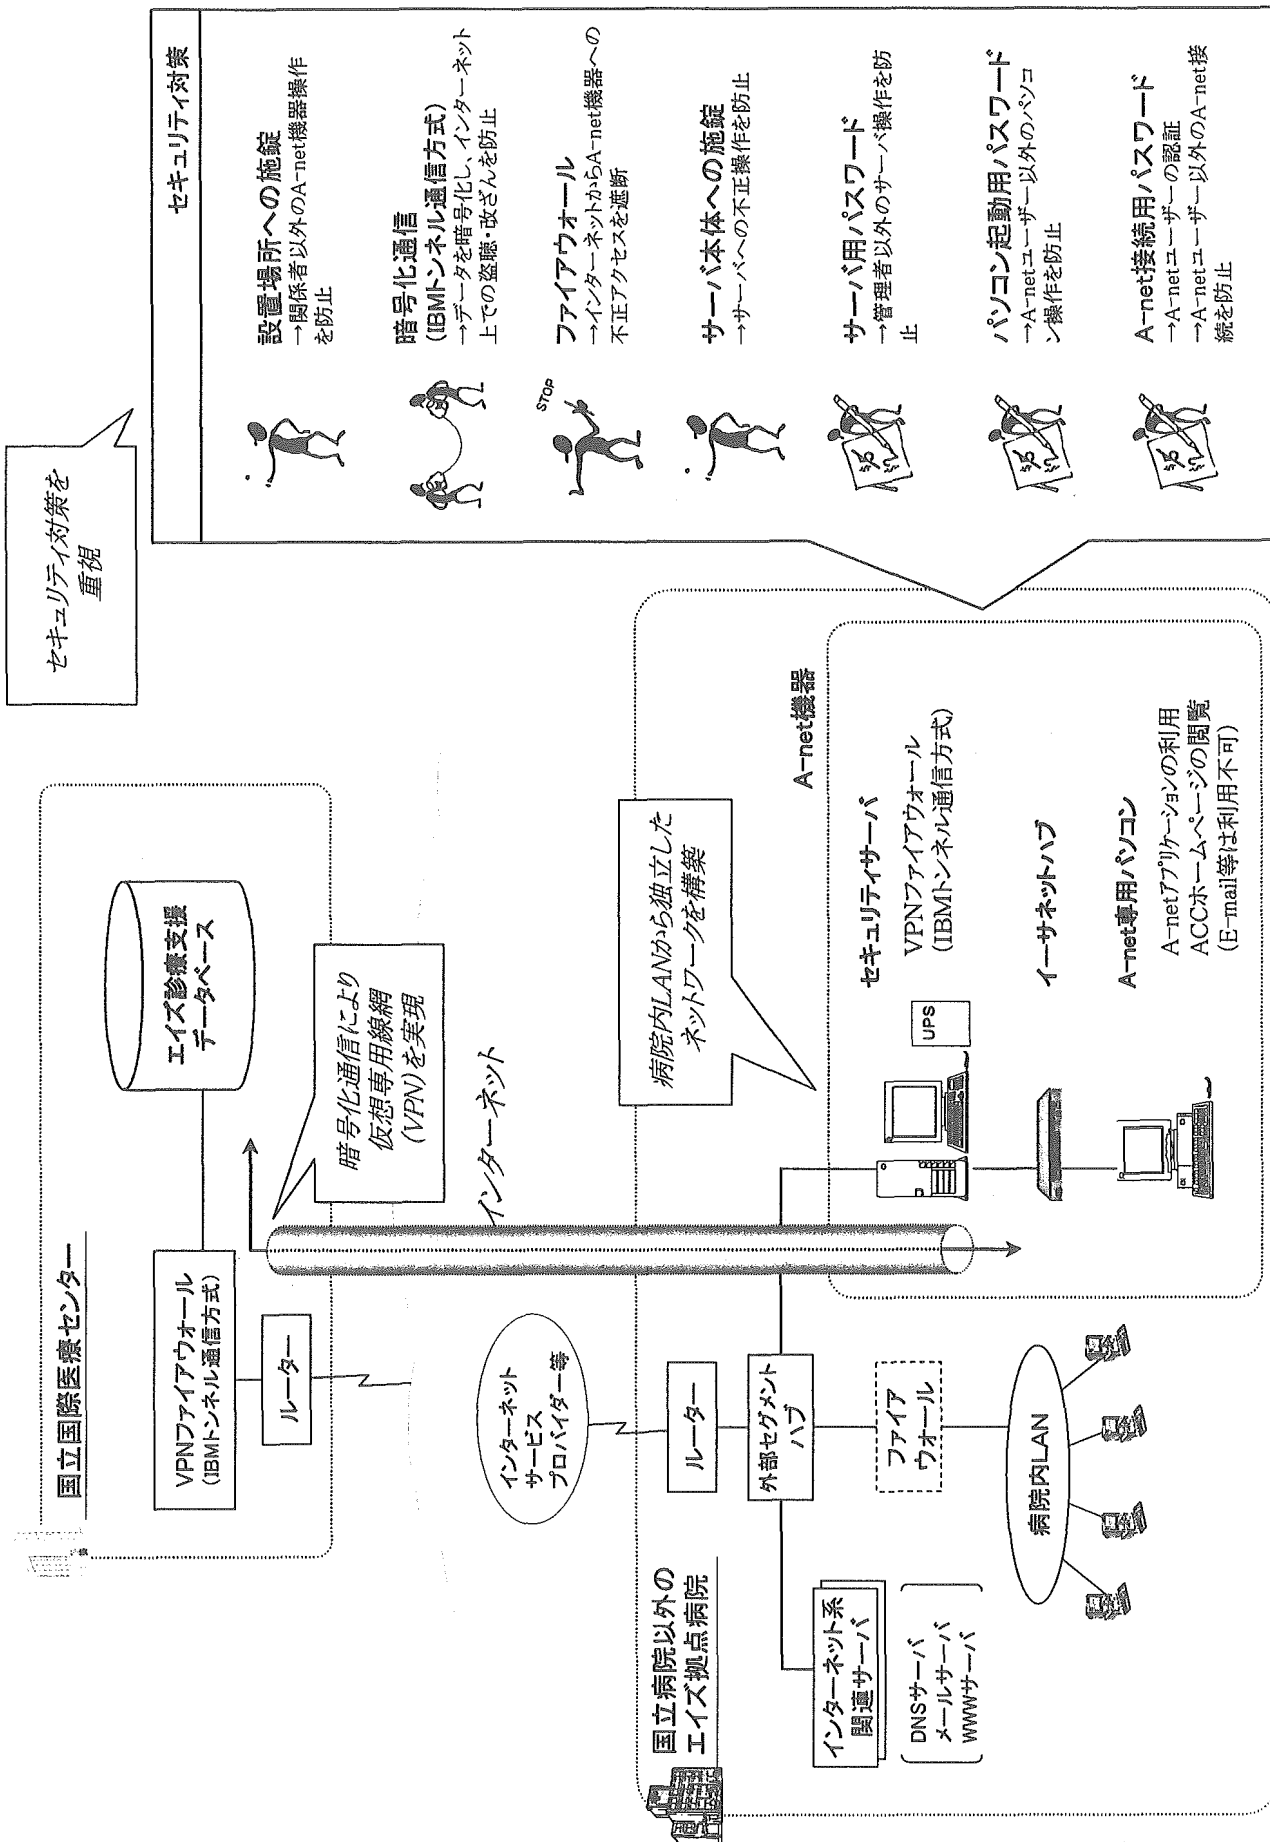 セキュリティ対策を
重視
国立国際医療センター
VPNファイアウォール
(IBMトンネル通信方式)
ルーター
エイズ診療支援
データベース
暗号化通信により
仮想専用線網
(VPN)を実現
インターネット
インターネット
サービス
プロバイダー等
国立病院以外の
エイズ拠点病院
ルーター
外部セグメント
ハブ
インターネット系
関連サーバ
DNSサーバ
メールサーバ
WWWサーバ
ファイア
ウォール
病院内LAN
病院内LANから独立した
ネットワークを構築
A-net機器
セキュリティサーバ
VPNファイアウォール
(IBMトンネル通信方式)
UPS
イーサネットハブ
A-net専用パソコン
A-netアプリケーションの利用
ACCホームページの閲覧
(E-mail等は利用不可)
セキュリティ対策
設置場所への施錠
→関係者以外のA-net機器操作
を防止
暗号化通信
(IBMトンネル通信方式)
→データを暗号化し、インターネット
上での盗聴・改ざんを防止
STOP
ファイアウォール
→インターネットからA-net機器への
不正アクセスを遮断
サーバ本体への施錠
→サーバへの不正操作を防止
サーバ用パスワード
→管理者以外のサーバ操作を防
止
パソコン起動用パスワード
→A-netユーザー以外のパソコ
ン操作を防止
A-net接続用パスワード
→A-netユーザーの認証
→A-netユーザー以外のA-net接
続を防止